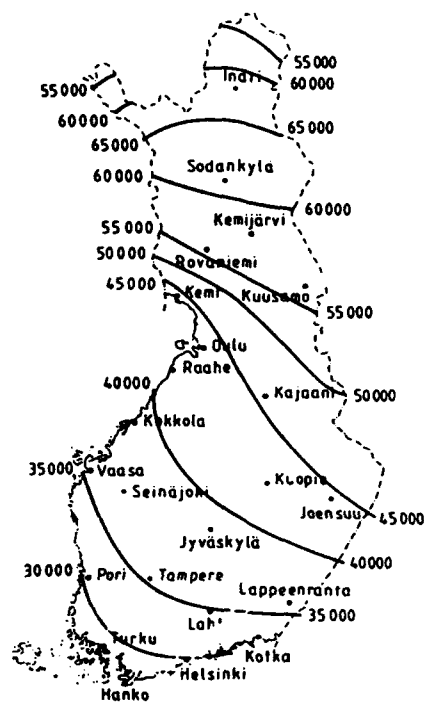 55000
Inari
60000
55000
60000
65000
65000
Sodankylä
60000
60000
Kemijärvi
55000
50000
Rovaniemi
45000
Kemi
Kuusamo
55000
Oulu
Raahe
40000
Kajaani
50000
Kokkola
35000
Vaasa
Kuopio
Seinäjoki
Joensuu
45000
Jyväskylä
40000
30000
Pori
Tampere
Lappeenranta
Lahti
35000
Turku
Kotka
Helsinki
Hanko